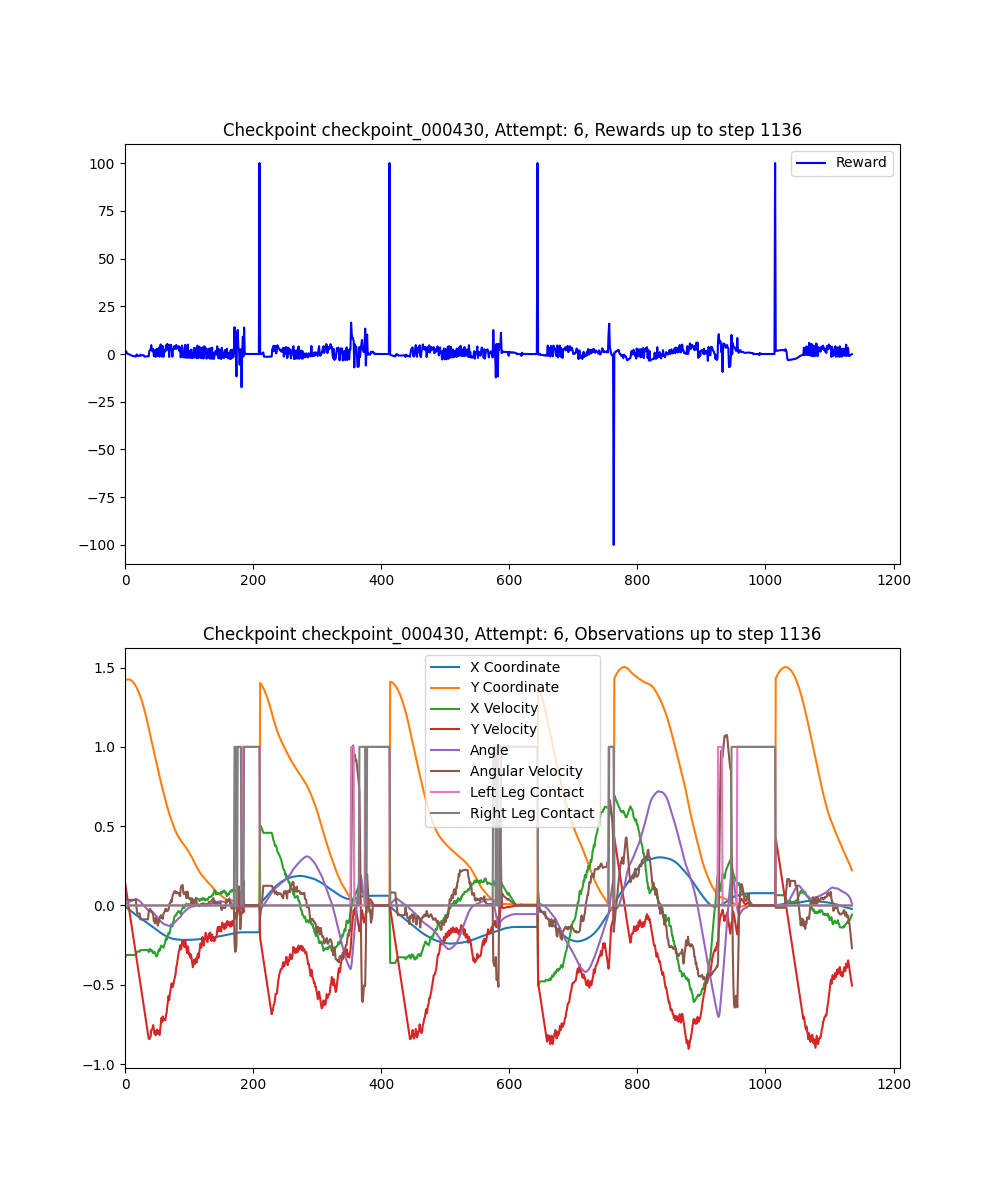 Checkpoint checkpoint_000430, Attempt: 6, Rewards up to step 1136
Reward
100
75
50
25
0
−25
−50
−75
−100
0 200 400 600 800 1000 1200
Checkpoint checkpoint_000430, Attempt: 6, Observations up to step 1136
X Coordinate
Y Coordinate
X Velocity
Y Velocity
Angle
Angular Velocity
Left Leg Contact
Right Leg Contact
1.5
1.0
0.5
0.0
−0.5
−1.0
0 200 400 600 800 1000 1200